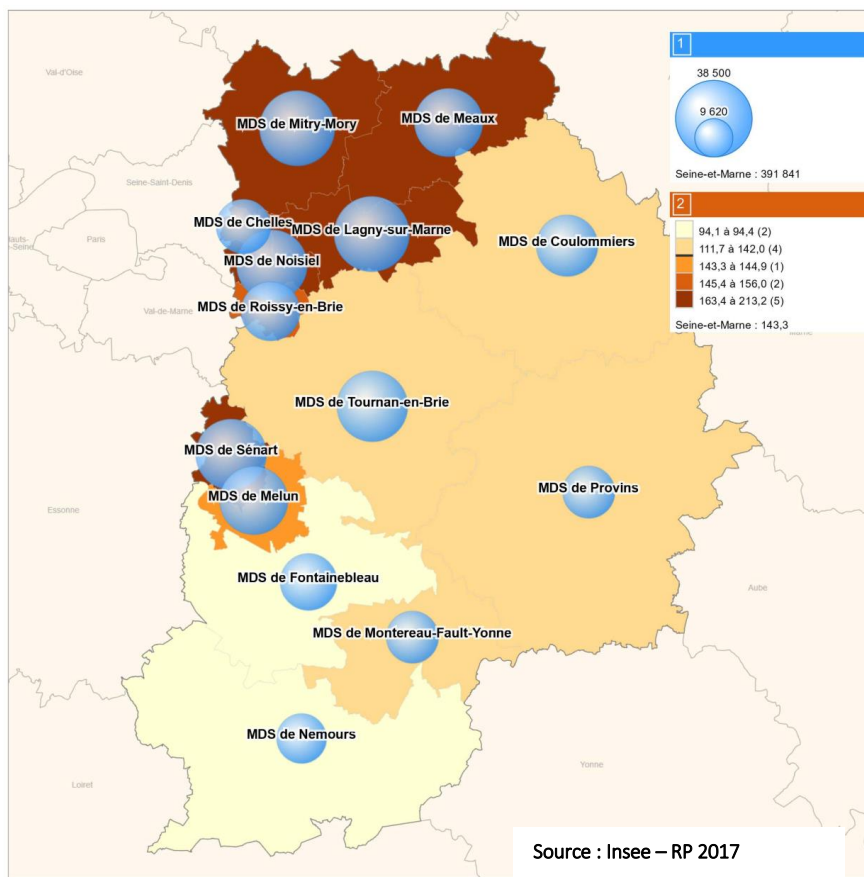 Val-d'Oise
Seine-Saint-Denis
Hauts-
-Seine
Paris
Val-de-Marne
Essonne
Loiret
Yonne
Aube
Marne
MDS de Mitry-Mory
MDS de Meaux
MDS de Chelles
MDS de Lagny-sur-Marne
MDS de Noisiel
MDS de Coulommiers
MDS de Roissy-en-Brie
MDS de Tournan-en-Brie
MDS de Sénart
MDS de Melun
MDS de Provins
MDS de Fontainebleau
MDS de Montereau-Fault-Yonne
MDS de Nemours
1
38 500
9 620
Seine-et-Marne : 391 841
2
94,1 à 94,4 (2)
111,7 à 142,0 (4)
143,3 à 144,9 (1)
145,4 à 156,0 (2)
163,4 à 213,2 (5)
Seine-et-Marne : 143,3
Source : Insee – RP 2017